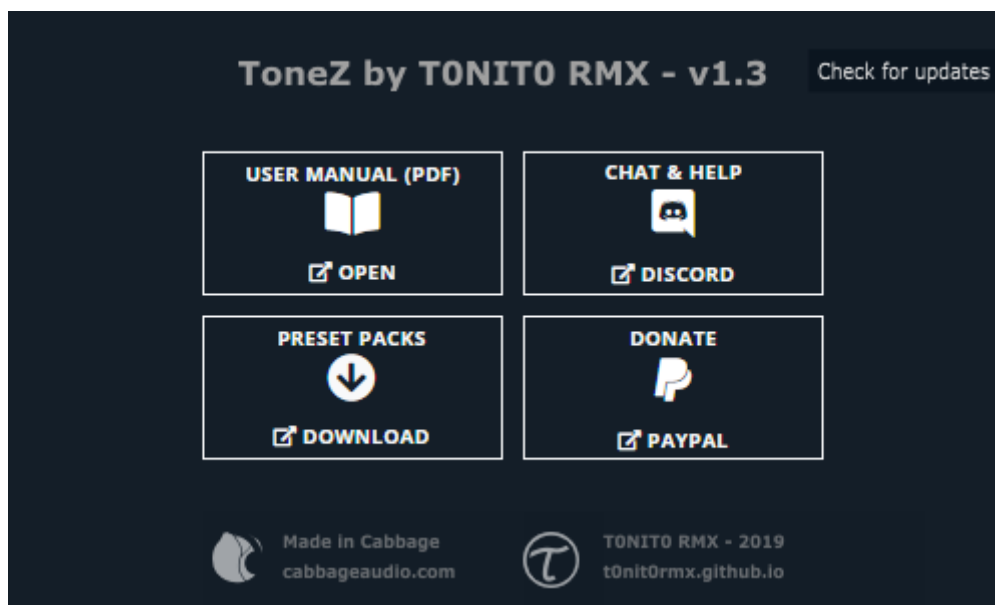 ToneZ by T0NIT0 RMX - v1.3
Check for updates
USER MANUAL (PDF)
OPEN
CHAT & HELP
DISCORD
PRESET PACKS
DOWNLOAD
DONATE
PAYPAL
Made in Cabbage
cabbageaudio.com
T0NIT0 RMX - 2019
t0nit0rmx.github.io